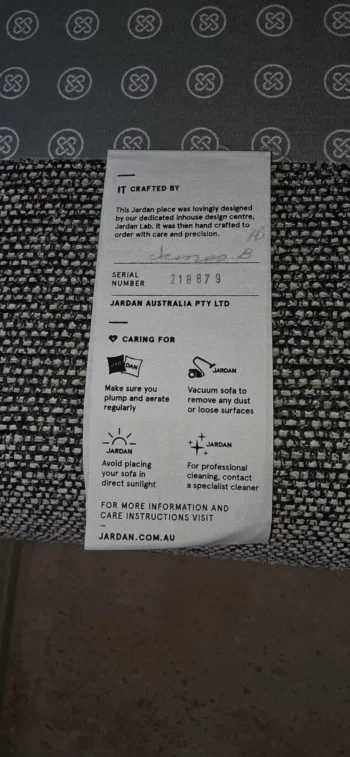 IT CRAFTED BY
This Jardan piece was lovingly designed
by our dedicated inhouse design centre,
Jardan Lab. It was then hand crafted to
order with care and precision.
James.B
SERIAL
NUMBER
218879
JARDAN AUSTRALIA PTY LTD
CARING FOR
DAN
Make sure you
plump and aerate
regularly
JARDAN
Vacuum sofa to
remove any dust
or loose surfaces
JARDAN
Avoid placing
your sofa in
direct sunlight
JARDAN
For professional
cleaning, contact
a specialist cleaner
FOR MORE INFORMATION AND
CARE INSTRUCTIONS VISIT
JARDAN.COM.AU